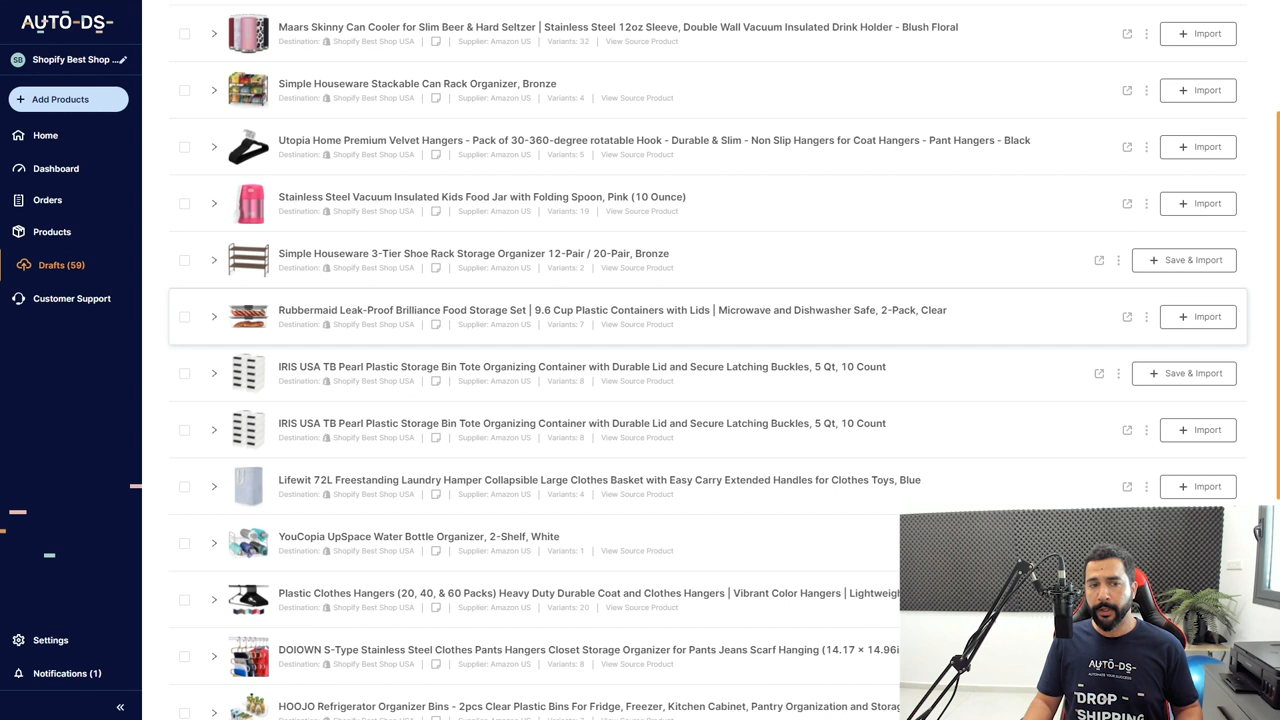 AUTO-DS-
SB Shopify Best Shop ...
+ Add Products
Home
Dashboard
Orders
Products
Drafts (59)
Customer Support
Settings
Notifications (1)
Maars Skinny Can Cooler for Slim Beer & Hard Seltzer | Stainless Steel 12oz Sleeve, Double Wall Vacuum Insulated Drink Holder - Blush Floral
Destination: Shopify Best Shop USA | Supplier: Amazon US | Variants: 32 | View Source Product
+ Import
Simple Houseware Stackable Can Rack Organizer, Bronze
Destination: Shopify Best Shop USA | Supplier: Amazon US | Variants: 4 | View Source Product
+ Import
Utopia Home Premium Velvet Hangers - Pack of 30-360-degree rotatable Hook - Durable & Slim - Non Slip Hangers for Coat Hangers - Pant Hangers - Black
Destination: Shopify Best Shop USA | Supplier: Amazon US | Variants: 5 | View Source Product
+ Import
Stainless Steel Vacuum Insulated Kids Food Jar with Folding Spoon, Pink (10 Ounce)
Destination: Shopify Best Shop USA | Supplier: Amazon US | Variants: 19 | View Source Product
+ Import
Simple Houseware 3-Tier Shoe Rack Storage Organizer 12-Pair / 20-Pair, Bronze
Destination: Shopify Best Shop USA | Supplier: Amazon US | Variants: 2 | View Source Product
+ Save & Import
Rubbermaid Leak-Proof Brilliance Food Storage Set | 9.6 Cup Plastic Containers with Lids | Microwave and Dishwasher Safe, 2-Pack, Clear
Destination: Shopify Best Shop USA | Supplier: Amazon US | Variants: 7 | View Source Product
+ Import
IRIS USA TB Pearl Plastic Storage Bin Tote Organizing Container with Durable Lid and Secure Latching Buckles, 5 Qt, 10 Count
Destination: Shopify Best Shop USA | Supplier: Amazon US | Variants: 8 | View Source Product
+ Save & Import
IRIS USA TB Pearl Plastic Storage Bin Tote Organizing Container with Durable Lid and Secure Latching Buckles, 5 Qt, 10 Count
Destination: Shopify Best Shop USA | Supplier: Amazon US | Variants: 8 | View Source Product
+ Import
Lifewit 72L Freestanding Laundry Hamper Collapsible Large Clothes Basket with Easy Carry Extended Handles for Clothes Toys, Blue
Destination: Shopify Best Shop USA | Supplier: Amazon US | Variants: 4 | View Source Product
+ Import
YouCopia UpSpace Water Bottle Organizer, 2-Shelf, White
Destination: Shopify Best Shop USA | Supplier: Amazon US | Variants: 1 | View Source Product
Plastic Clothes Hangers (20, 40, & 60 Packs) Heavy Duty Durable Coat and Clothes Hangers | Vibrant Color Hangers | Lightweigh
Destination: Shopify Best Shop USA | Supplier: Amazon US | Variants: 20 | View Source Product
DOIOWN S-Type Stainless Steel Clothes Pants Hangers Closet Storage Organizer for Pants Jeans Scarf Hanging (14.17 × 14.96i
Destination: Shopify Best Shop USA | Supplier: Amazon US | Variants: 8 | View Source Product
HOOJO Refrigerator Organizer Bins - 2pcs Clear Plastic Bins For Fridge, Freezer, Kitchen Cabinet, Pantry Organization and Storag
AUTO-DS-
AUTOMATE YOUR SUCCESS
DROP
SHIPPING